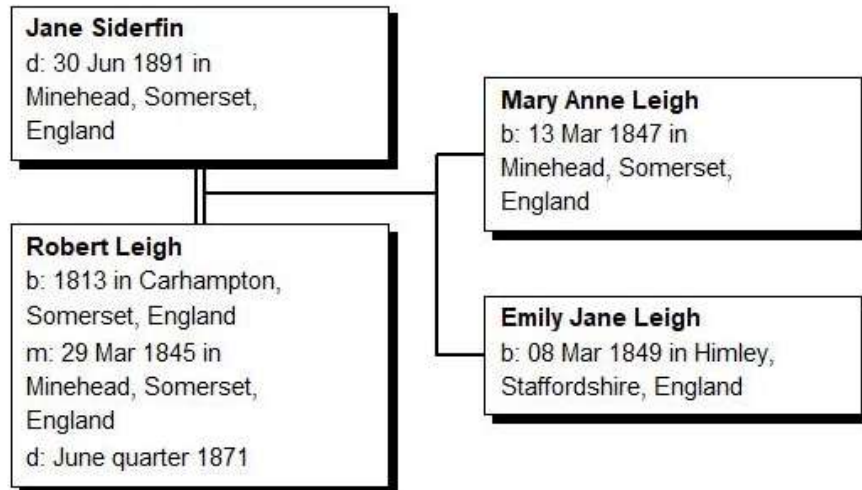 Jane Siderfin
d: 30 Jun 1891 in
Minehead, Somerset,
England
Robert Leigh
b: 1813 in Carhampton,
Somerset, England
m: 29 Mar 1845 in
Minehead, Somerset,
England
d: June quarter 1871
Mary Anne Leigh
b: 13 Mar 1847 in
Minehead, Somerset,
England
Emily Jane Leigh
b: 08 Mar 1849 in Himley,
Staffordshire, England